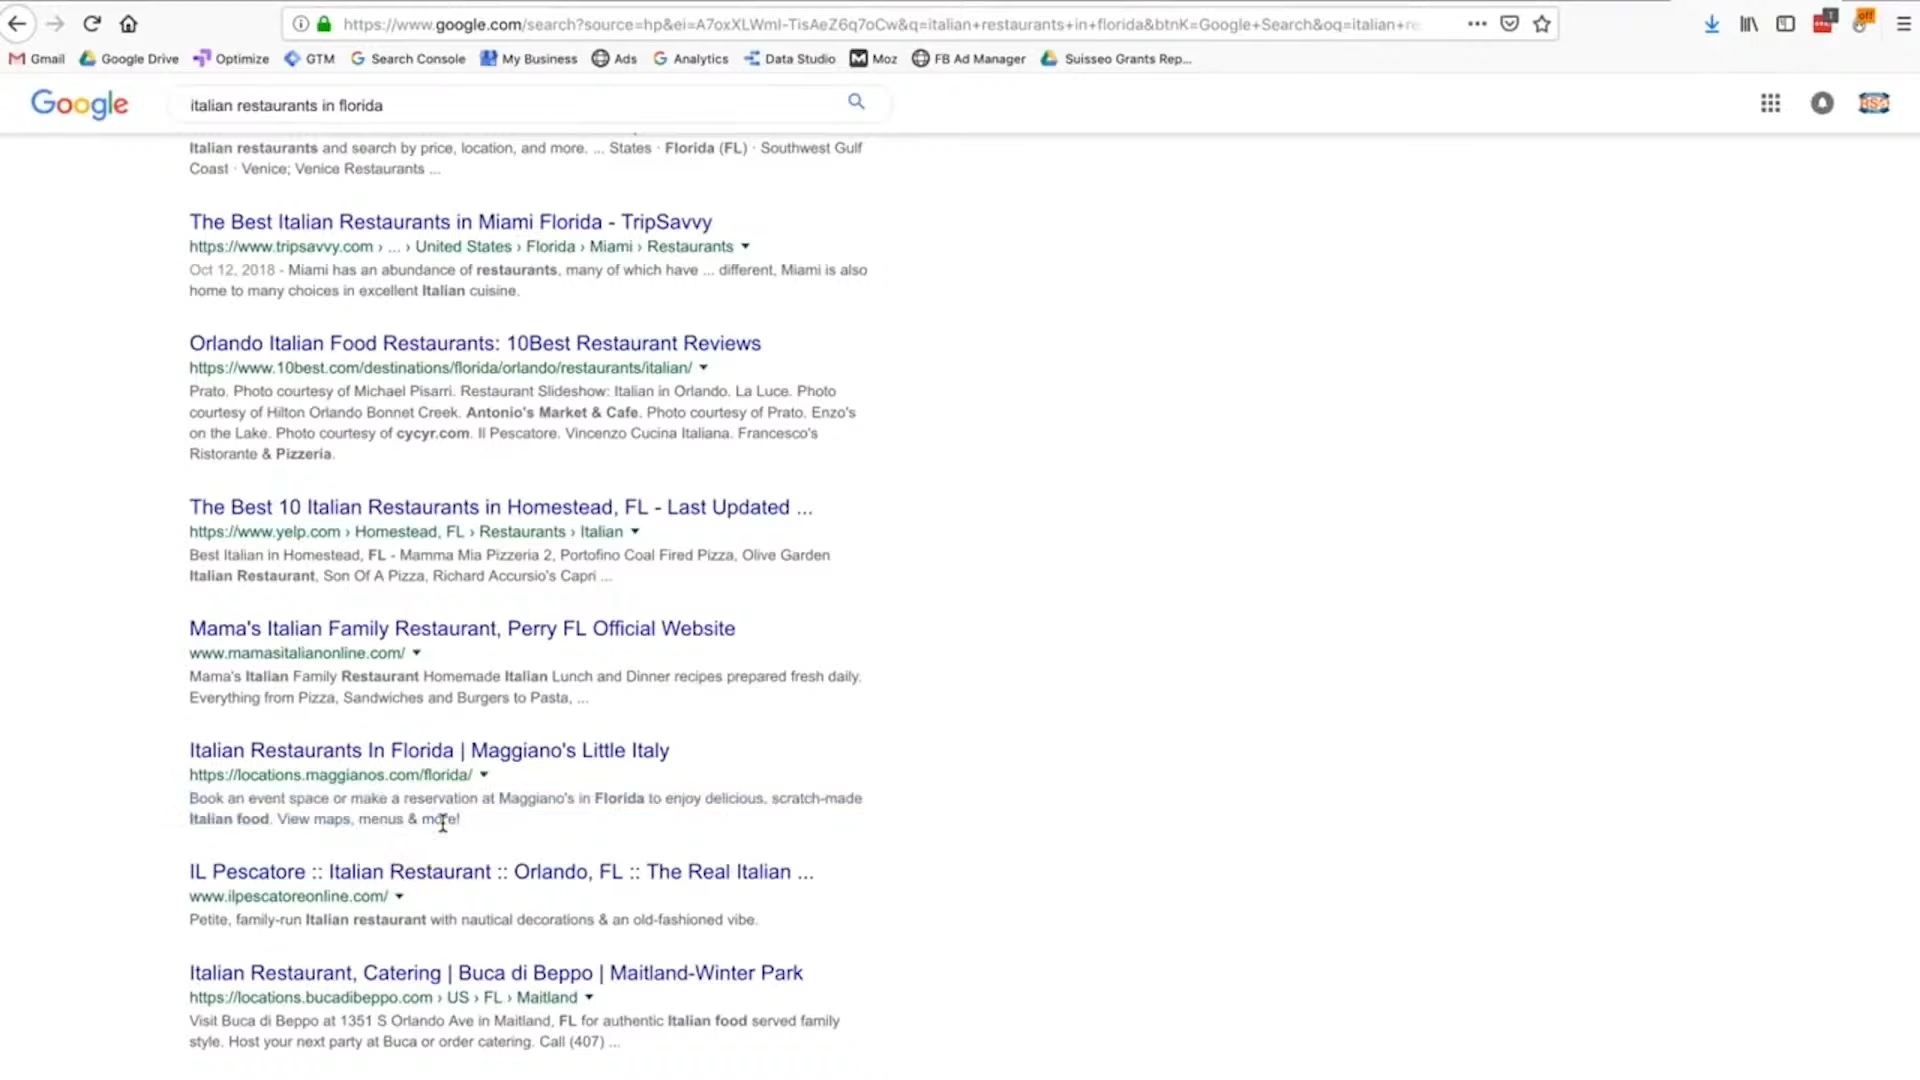 https://www.google.com/search?source=hp&ei=A7oxXLWmI-TisAeZ6q7oCw&q=italian+restaurants+in+florida&btnK=Google+Search&oq=italian+re
off
1
Gmail Google Drive Optimize GTM Search Console My Business Ads Analytics Data Studio Moz FB Ad Manager Suisseo Grants Rep...
Google italian restaurants in florida
Italian restaurants and search by price, location, and more. ... States · Florida (FL) · Southwest Gulf
Coast · Venice; Venice Restaurants ...
The Best Italian Restaurants in Miami Florida - TripSavvy
https://www.tripsavvy.com › ... › United States › Florida › Miami › Restaurants
Oct 12, 2018 - Miami has an abundance of restaurants, many of which have ... different, Miami is also
home to many choices in excellent Italian cuisine.
Orlando Italian Food Restaurants: 10Best Restaurant Reviews
https://www.10best.com/destinations/florida/orlando/restaurants/italian/
Prato. Photo courtesy of Michael Pisarri. Restaurant Slideshow: Italian in Orlando. La Luce. Photo
courtesy of Hilton Orlando Bonnet Creek. Antonio's Market & Cafe. Photo courtesy of Prato. Enzo's
on the Lake. Photo courtesy of cycyr.com. Il Pescatore. Vincenzo Cucina Italiana. Francesco's
Ristorante & Pizzeria.
The Best 10 Italian Restaurants in Homestead, FL - Last Updated ...
https://www.yelp.com › Homestead, FL › Restaurants › Italian
Best Italian in Homestead, FL - Mamma Mia Pizzeria 2, Portofino Coal Fired Pizza, Olive Garden
Italian Restaurant, Son Of A Pizza, Richard Accursio's Capri ...
Mama's Italian Family Restaurant, Perry FL Official Website
www.mamasitalianonline.com/
Mama's Italian Family Restaurant Homemade Italian Lunch and Dinner recipes prepared fresh daily.
Everything from Pizza, Sandwiches and Burgers to Pasta, ...
Italian Restaurants In Florida | Maggiano's Little Italy
https://locations.maggianos.com/florida/
Book an event space or make a reservation at Maggiano's in Florida to enjoy delicious, scratch-made
Italian food. View maps, menus & more!
IL Pescatore :: Italian Restaurant :: Orlando, FL :: The Real Italian ...
www.ilpescatoreonline.com/
Petite, family-run Italian restaurant with nautical decorations & an old-fashioned vibe.
Italian Restaurant, Catering | Buca di Beppo | Maitland-Winter Park
https://locations.bucadibeppo.com › US › FL › Maitland
Visit Buca di Beppo at 1351 S Orlando Ave in Maitland, FL for authentic Italian food served family
style. Host your next party at Buca or order catering. Call (407) ...